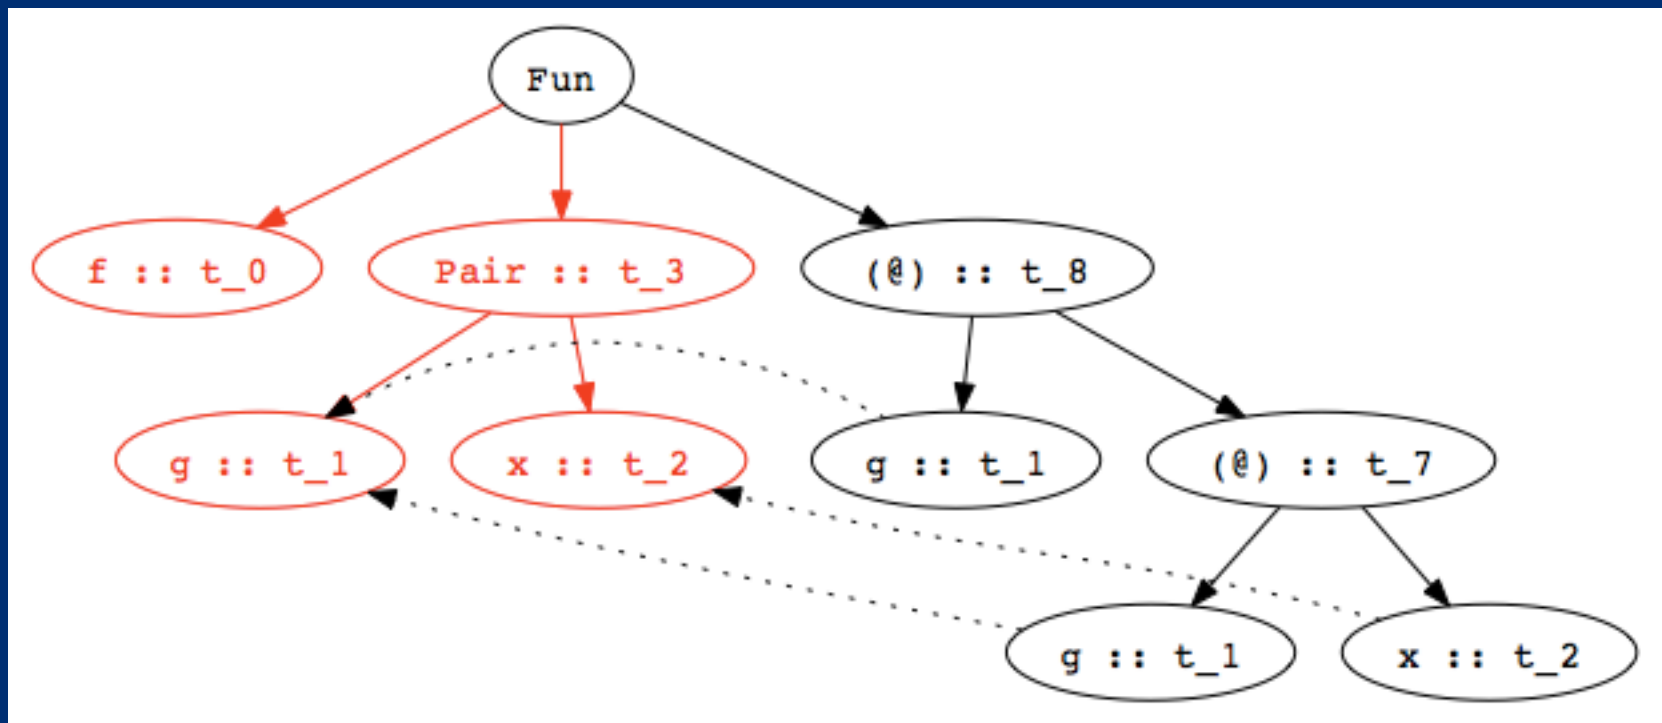 Fun
f :: t_0
Pair :: t_3
(@) :: t_8
g :: t_1
x :: t_2
g :: t_1
(@) :: t_7
g :: t_1
x :: t_2